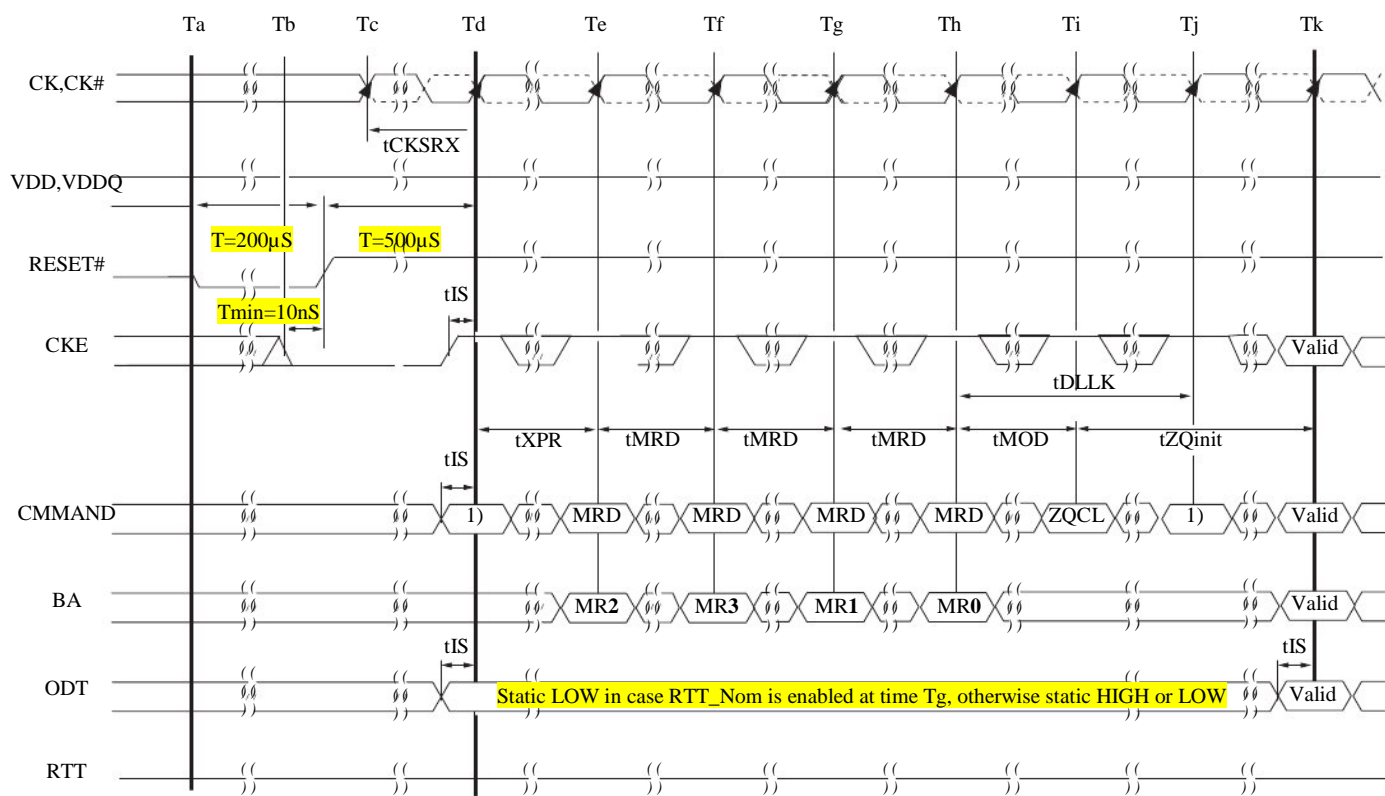 Ta Tb Tc Td Te Tf Tg Th Ti Tj Tk
CK,CK#
tCKSRX
VDD,VDDQ
T=200μS T=500μS
RESET#
Tmin=10nS tIS
CKE Valid
tDLLK
tXPR tMRD tMRD tMRD tMOD tZQinit
tIS
CMMAND 1) MRD MRD MRD MRD ZQCL 1) Valid
BA MR2 MR3 MR1 MR0 Valid
tIS tIS
ODT Static LOW in case RTT_Nom is enabled at time Tg, otherwise static HIGH or LOW Valid
RTT